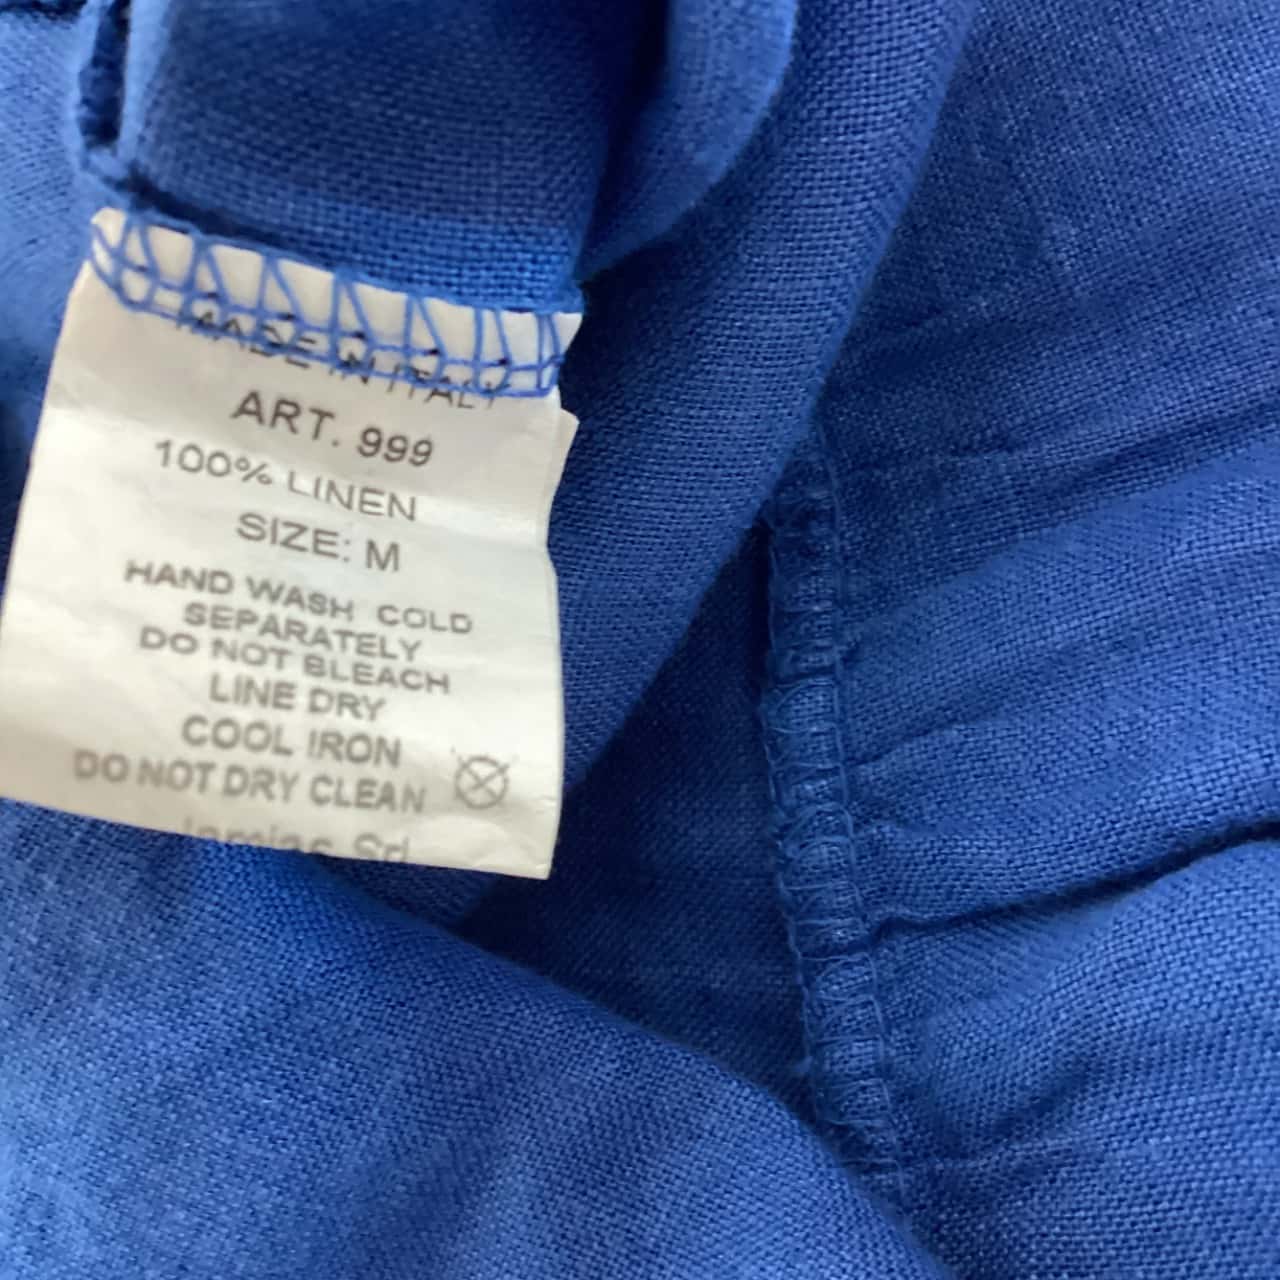 MADE IN ITALY
ART. 999
100% LINEN
SIZE: M
HAND WASH COLD
SEPARATELY
DO NOT BLEACH
LINE DRY
COOL IRON
DO NOT DRY CLEAN